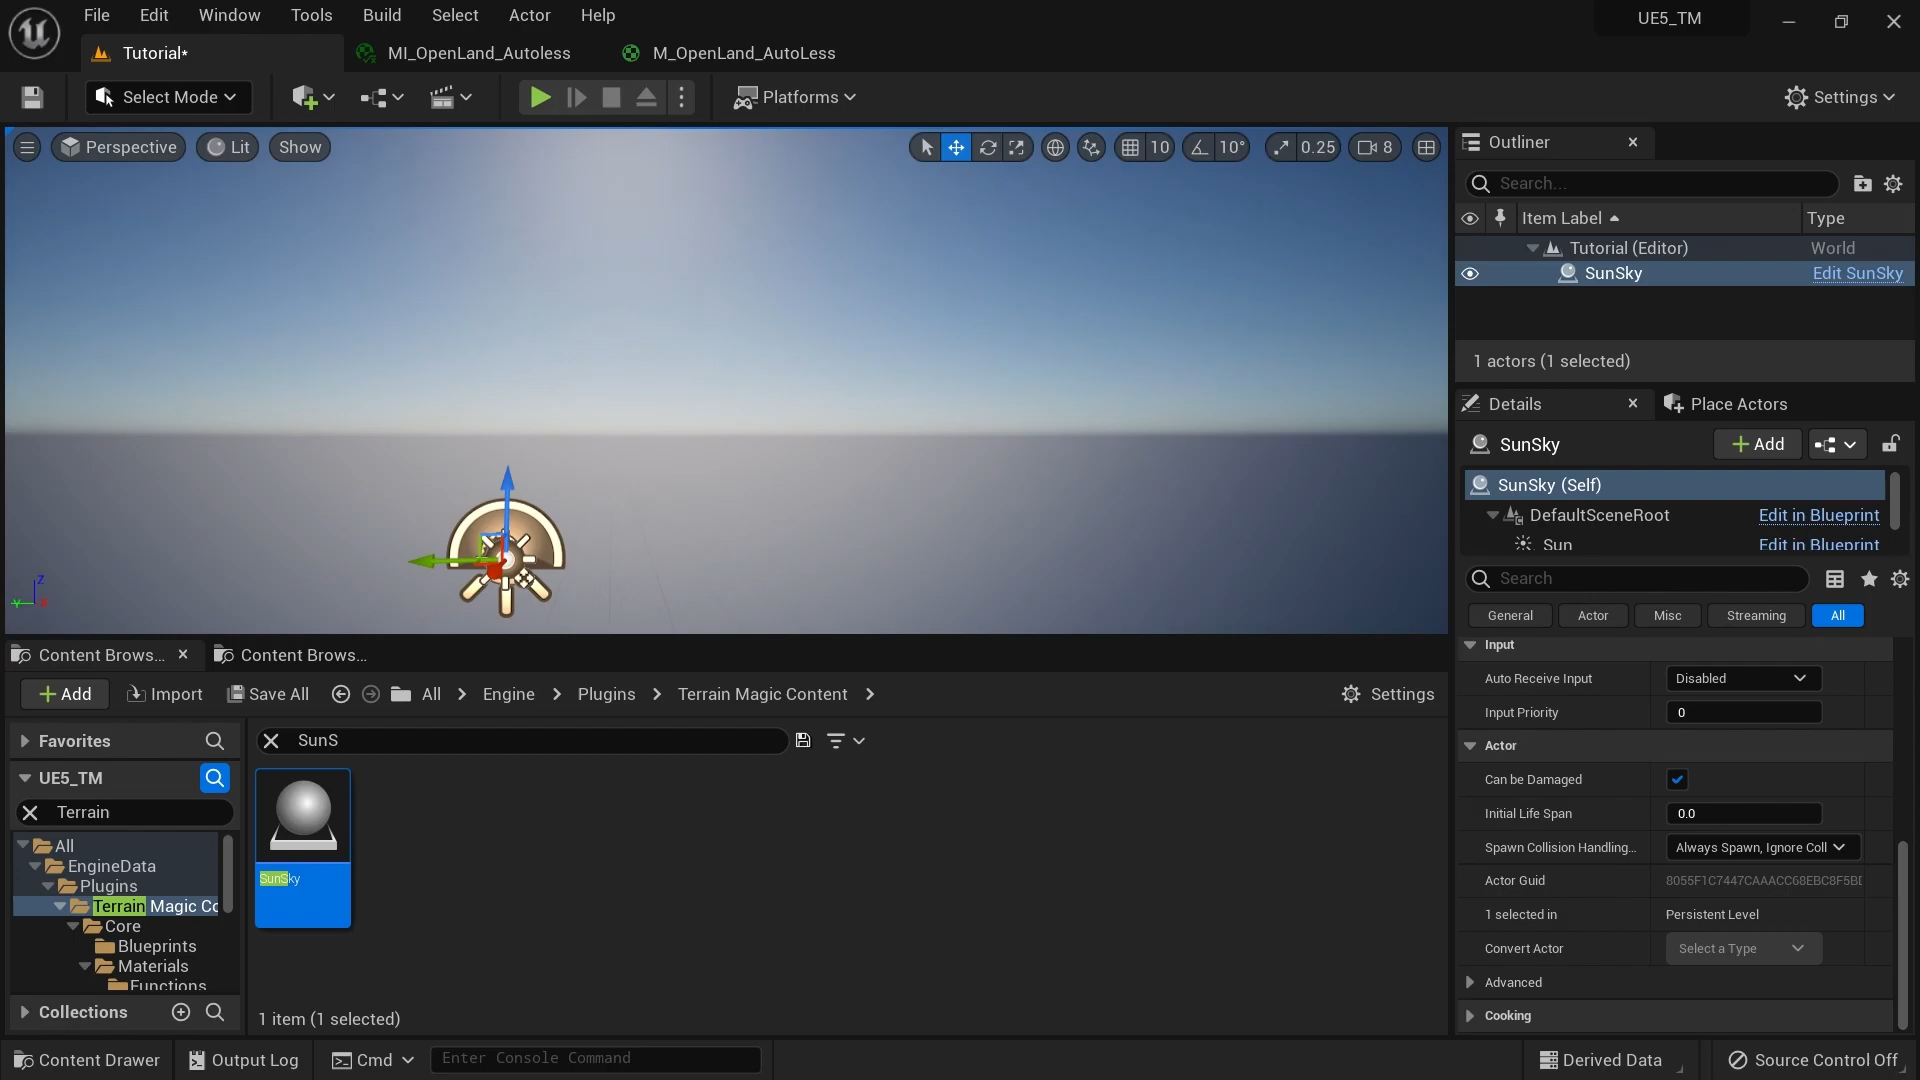 File Edit Window Tools Build Select Actor Help
UE5_TM
Tutorial*
MI_OpenLand_Autoless
M_OpenLand_AutoLess
Select Mode
Platforms
Settings
Perspective
Lit
Show
10
10°
0.25
8
Z
Y
Outliner
Search...
Item Label
Type
Tutorial (Editor)
World
SunSky
Edit SunSky
1 actors (1 selected)
Details
Place Actors
SunSky
Add
SunSky (Self)
DefaultSceneRoot
Edit in Blueprint
Sun
Edit in Blueprint
Search
General
Actor
Misc
Streaming
All
Input
Auto Receive Input
Disabled
Input Priority
0
Actor
Can be Damaged
Initial Life Span
0.0
Spawn Collision Handling...
Always Spawn, Ignore Coll
Actor Guid
8055F1C7447CAAACC68EBC8F5BD
1 selected in
Persistent Level
Convert Actor
Select a Type
Advanced
Cooking
Content Brows...
Content Brows...
Add
Import
Save All
All
Engine
Plugins
Terrain Magic Content
Settings
Favorites
UE5_TM
Terrain
All
EngineData
Plugins
Terrain Magic Co
Core
Blueprints
Materials
Functions
Collections
SunS
SunSky
1 item (1 selected)
Content Drawer
Output Log
Cmd
Enter Console Command
Derived Data
Source Control Off